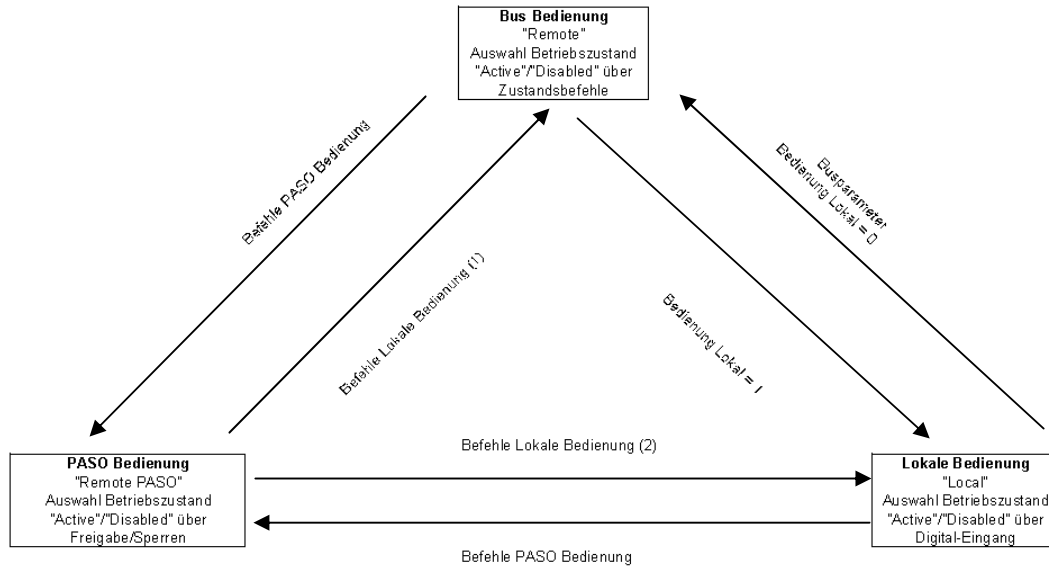 Bus Bedienung
"Remote"
Auswahl Betriebszustand
"Active"/"Disabled" über
Zustandsbefehle
Befehle PASO Bedienung
Befehle Lokale Bedienung (1)
Busparameter
Bedienung Lokal = 0
Bedienung Lokal = 1
PASO Bedienung
"Remote PASO"
Auswahl Betriebszustand
"Active"/"Disabled" über
Freigabe/Sperren
Befehle Lokale Bedienung (2)
Befehle PASO Bedienung
Lokale Bedienung
"Local"
Auswahl Betriebszustand
"Active"/"Disabled" über
Digital-Eingang